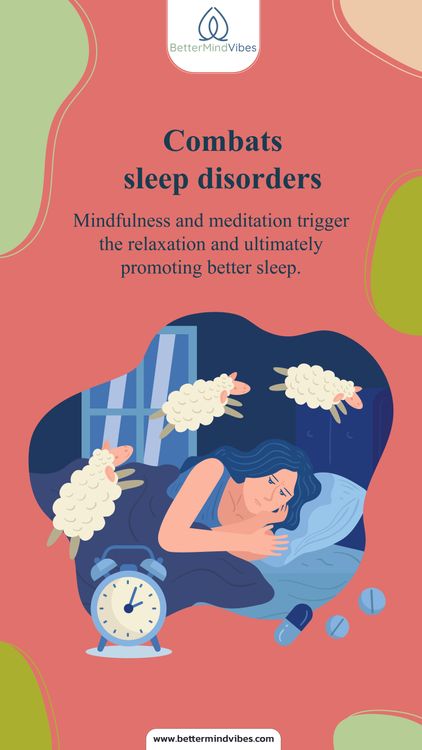 BetterMindVibes
Combats
sleep disorders
Mindfulness and meditation trigger
the relaxation and ultimately
promoting better sleep.
www.bettermindvibes.com